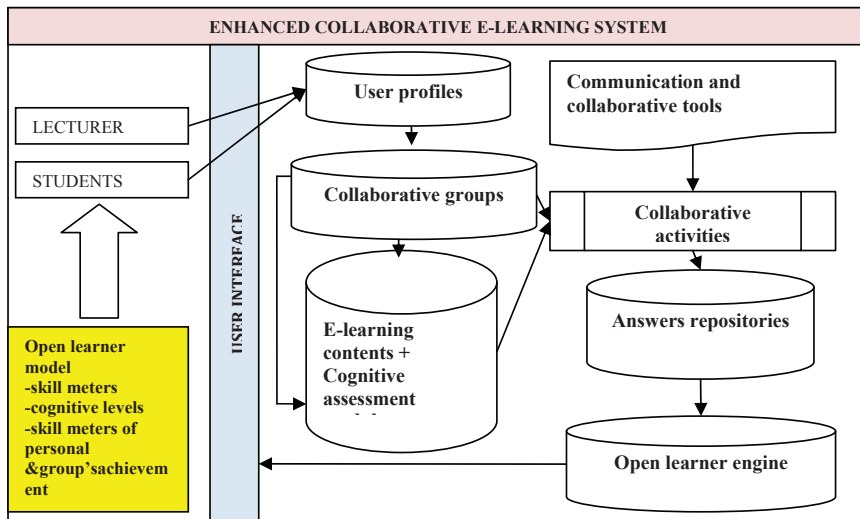 ENHANCED COLLABORATIVE E-LEARNING SYSTEM
LECTURER
STUDENTS
Open learner
model
-skill meters
-cognitive levels
-skill meters of
personal
&group'sachievem
ent
USER INTERFACE
User profiles
Collaborative groups
E-learning
contents +
Cognitive
assessment
Communication and
collaborative tools
Collaborative
activities
Answers repositories
Open learner engine